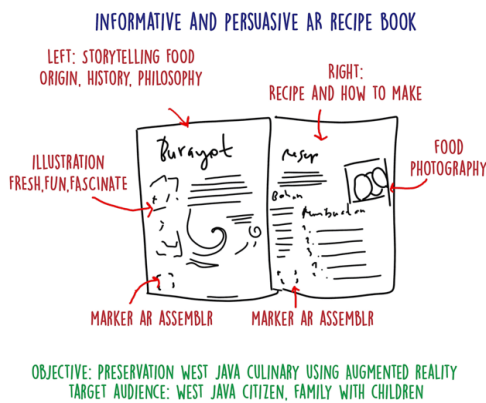 INFORMATIVE AND PERSUASIVE AR RECIPE BOOK
LEFT: STORYTELLING FOOD
ORIGIN, HISTORY, PHILOSOPHY
RIGHT:
RECIPE AND HOW TO MAKE
ILLUSTRATION
FRESH,FUN,FASCINATE
FOOD
PHOTOGRAPHY
Burayot
Resep
Bahan
MARKER AR ASSEMBLR
MARKER AR ASSEMBLR
OBJECTIVE: PRESERVATION WEST JAVA CULINARY USING AUGMENTED REALITY
TARGET AUDIENCE: WEST JAVA CITIZEN, FAMILY WITH CHILDREN